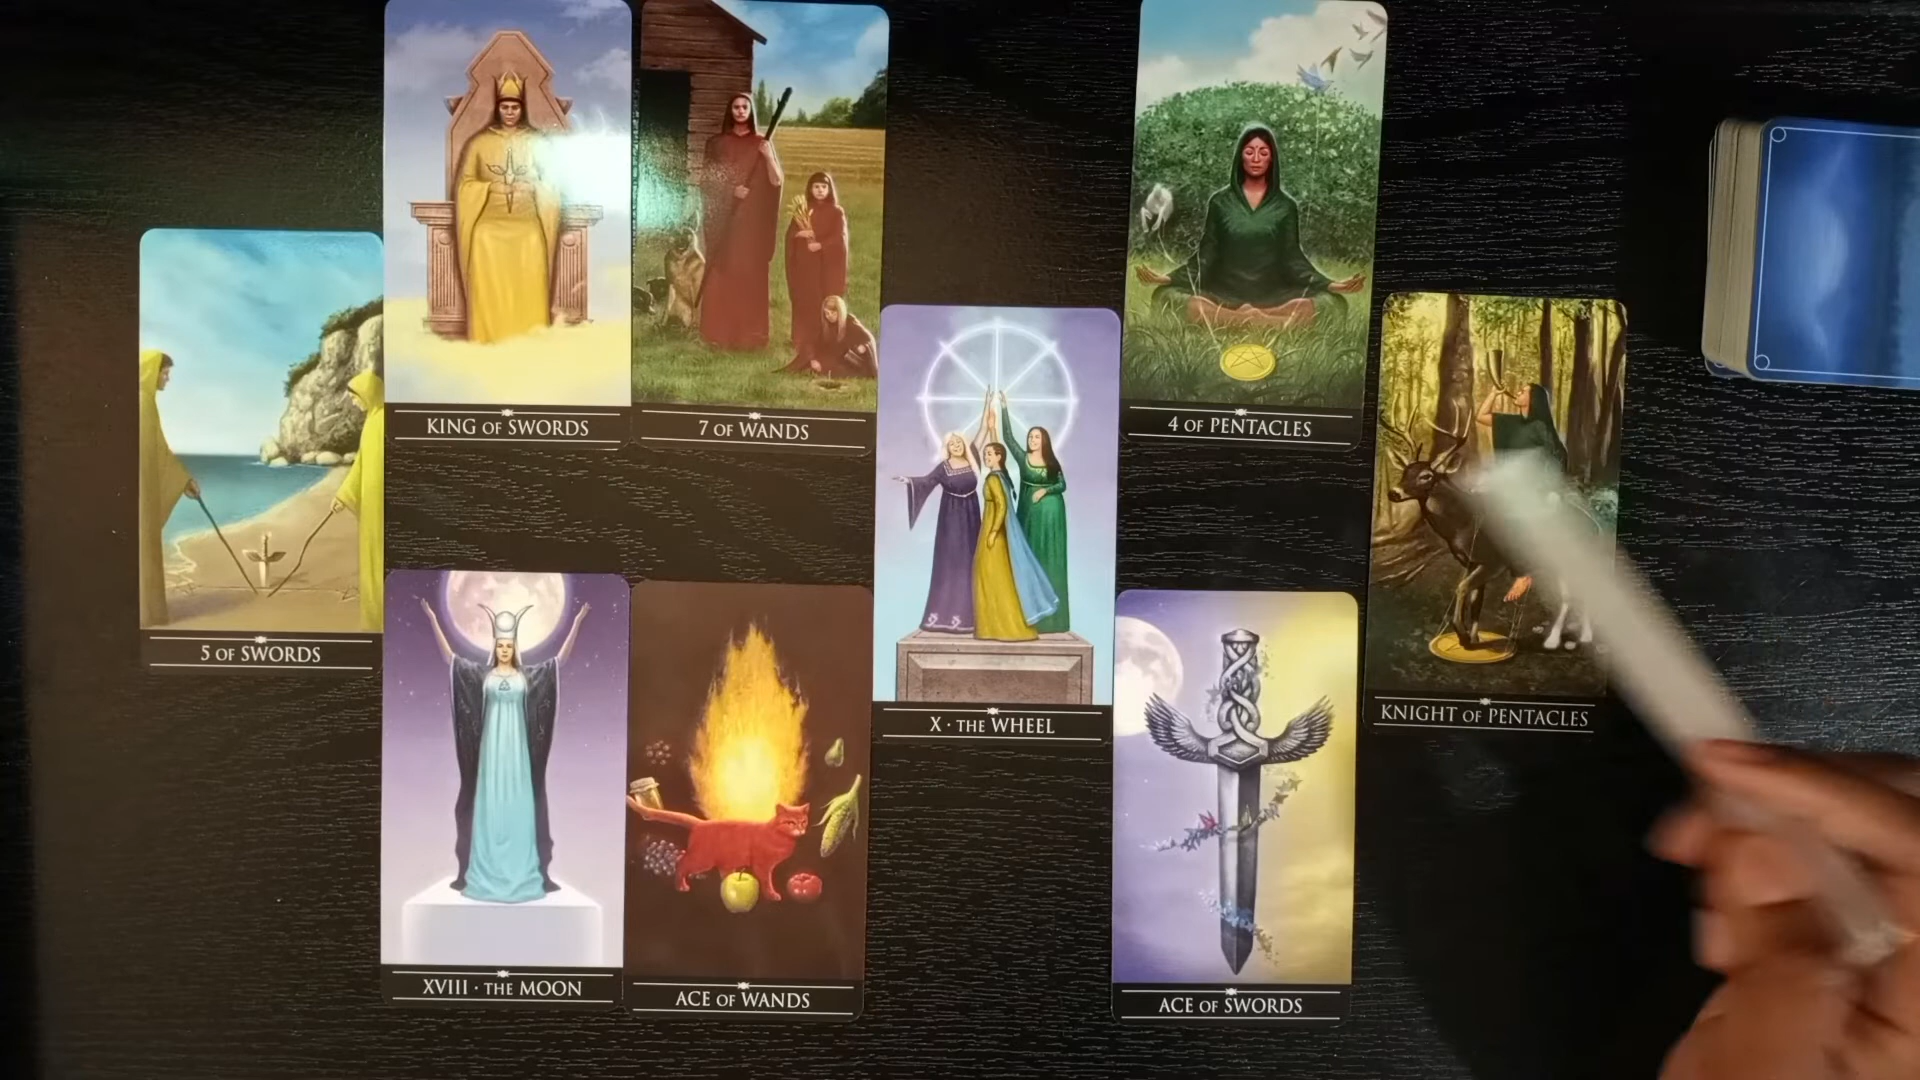 KING OF SWORDS
7 OF WANDS
4 OF PENTACLES
5 OF SWORDS
X · THE WHEEL
KNIGHT OF PENTACLES
XVIII · THE MOON
ACE OF WANDS
ACE OF SWORDS